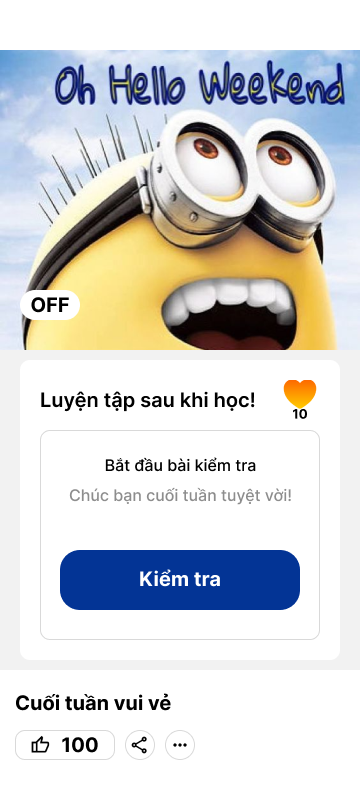 Oh Hello Weekend
OFF
Luyện tập sau khi học!
10
Bắt đầu bài kiểm tra
Chúc bạn cuối tuần tuyệt vời!
Kiểm tra
Cuối tuần vui vẻ
100